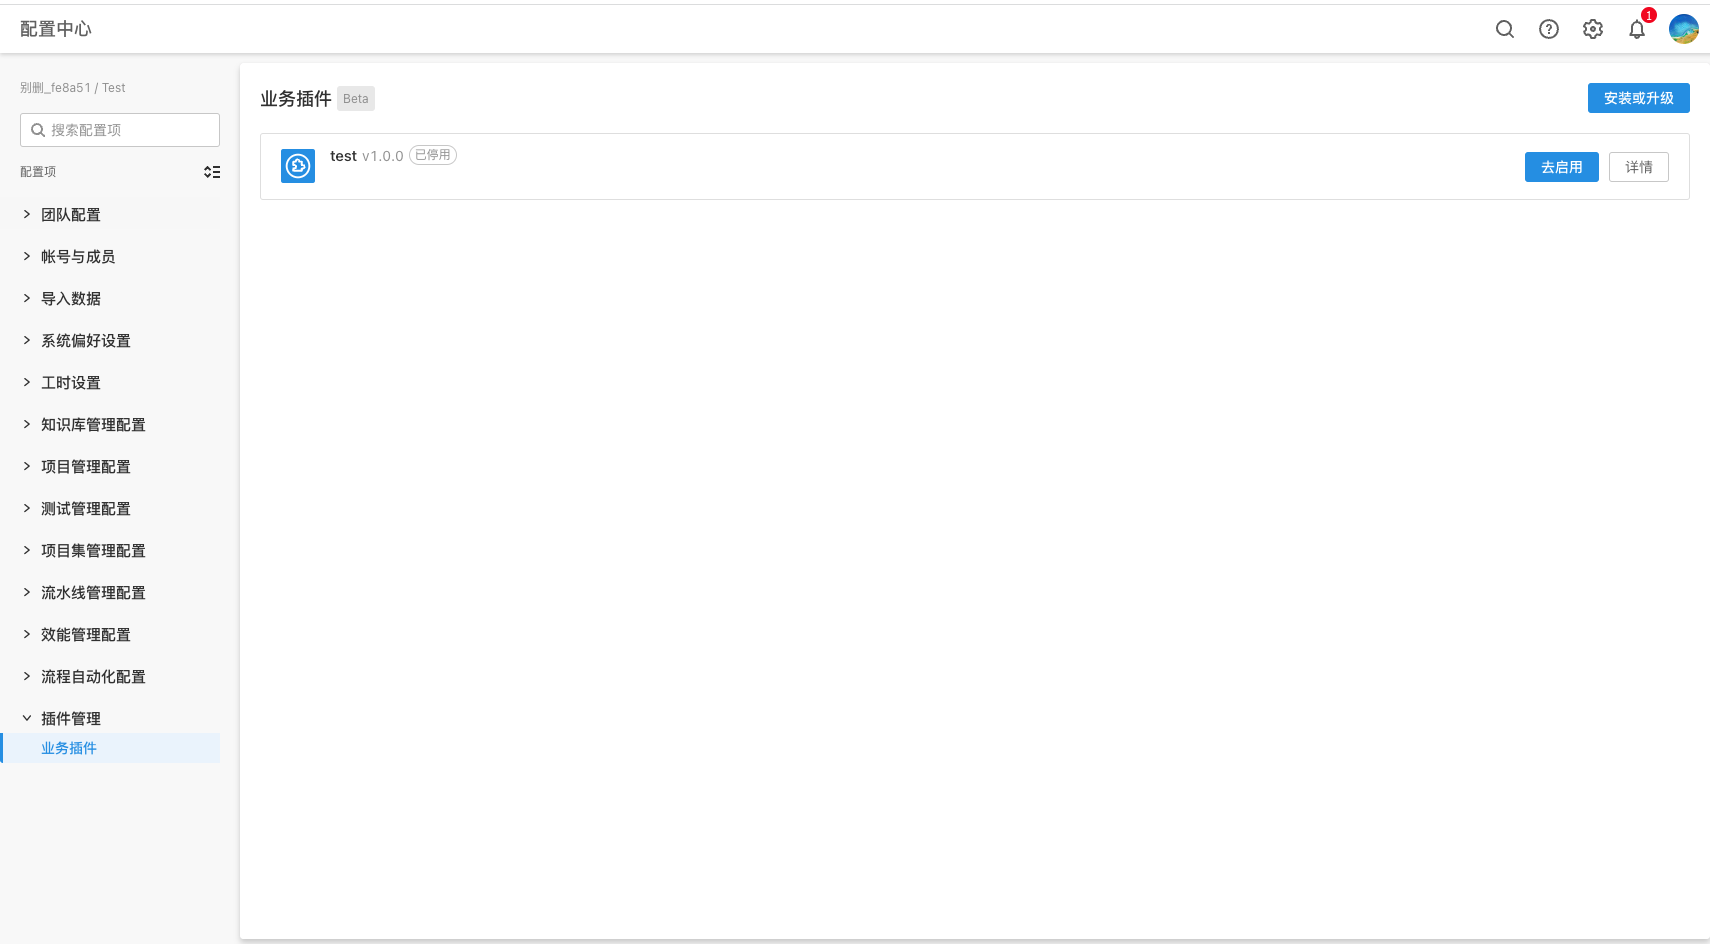 配置中心
1
别删_fe8a51 / Test
搜索配置项
配置项
团队配置
帐号与成员
导入数据
系统偏好设置
工时设置
知识库管理配置
项目管理配置
测试管理配置
项目集管理配置
流水线管理配置
效能管理配置
流程自动化配置
插件管理
业务插件
业务插件 Beta
安装或升级
test v1.0.0 已停用
去启用 详情